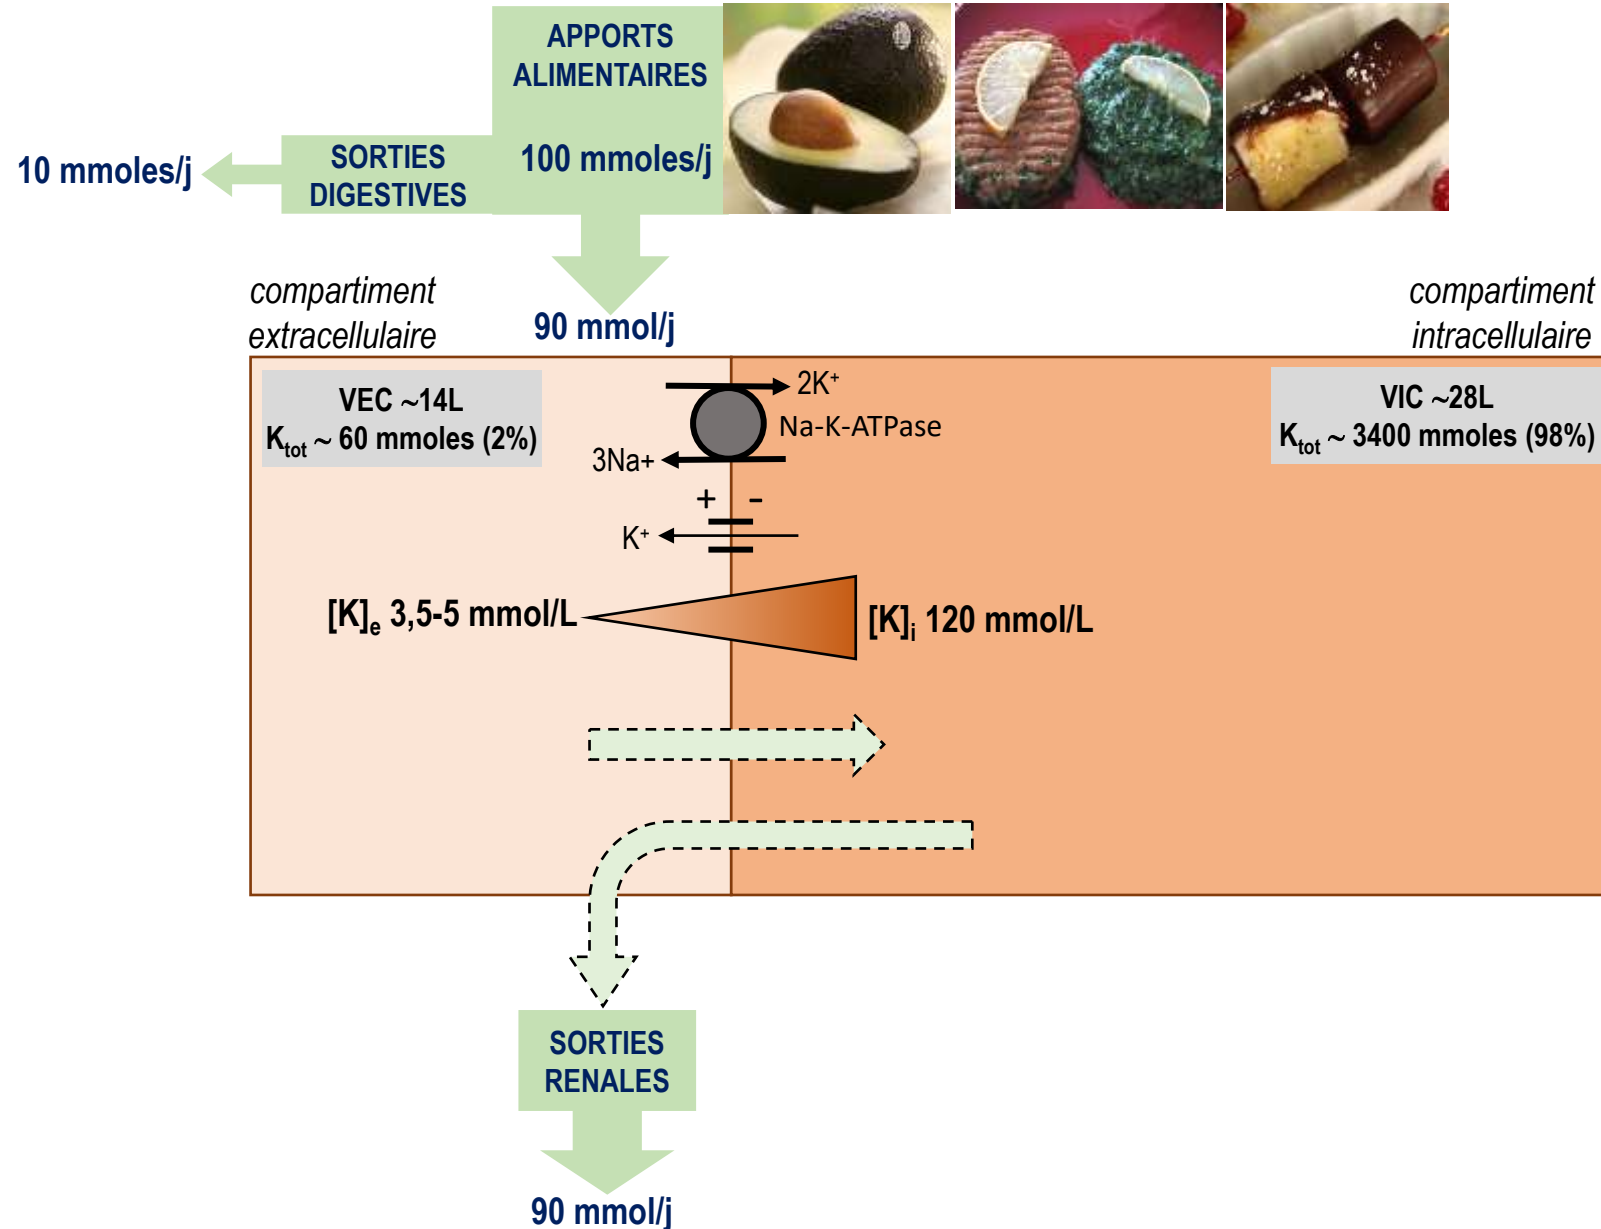 APPORTS
ALIMENTAIRES
100 mmoles/j
SORTIES
DIGESTIVES
10 mmoles/j
90 mmol/j
compartiment
extracellulaire
compartiment
intracellulaire
VEC ~14L
Ktot ~ 60 mmoles (2%)
VIC ~28L
Ktot ~ 3400 mmoles (98%)
2K+
Na-K-ATPase
3Na+
+ -
K+
[K]e 3,5-5 mmol/L
[K]i 120 mmol/L
SORTIES
RENALES
90 mmol/j